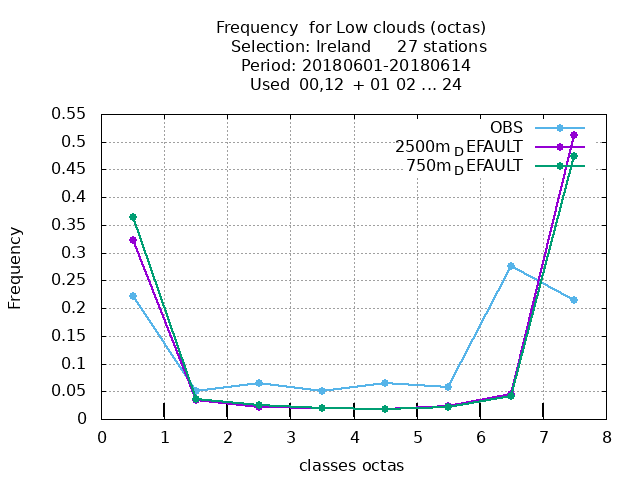 Frequency  for Low clouds (octas)
Selection: Ireland     27 stations
Period: 20180601-20180614
Used  00,12  + 01 02 ... 24
0.55
0.5
0.45
0.4
0.35
0.3
0.25
0.2
0.15
0.1
0.05
0
Frequency
OBS
2500m_DEFAULT
750m_DEFAULT
0 1 2 3 4 5 6 7 8
classes octas